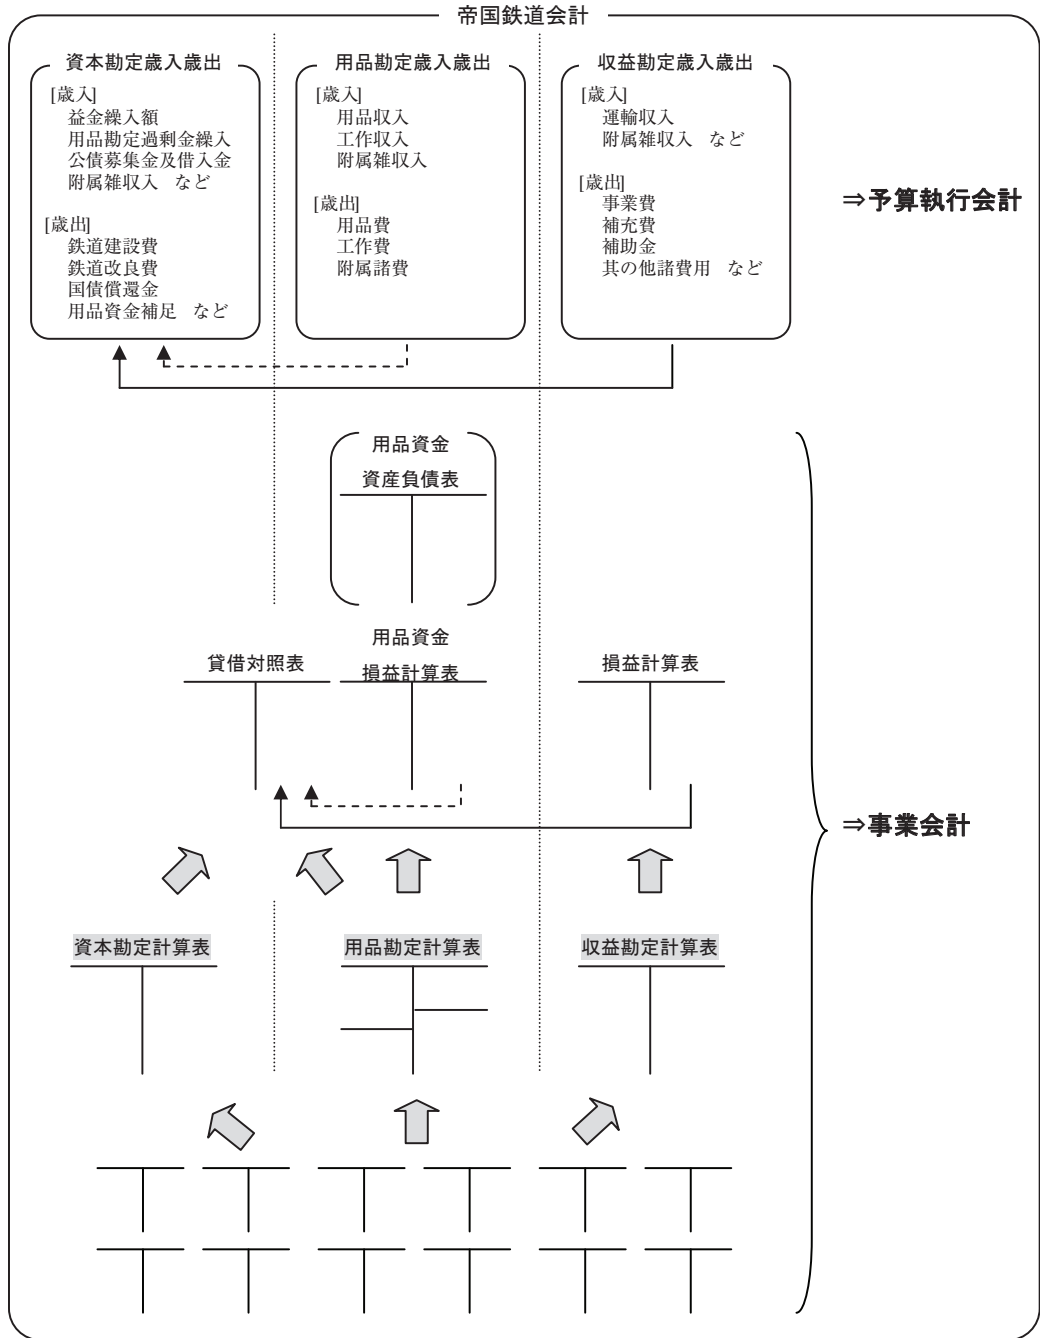 帝国鉄道会計
資本勘定歳入歳出
[歳入]
益金繰入額
用品勘定過剰金繰入
公債募集金及借入金
附属雑収入 など
[歳出]
鉄道建設費
鉄道改良費
国債償還金
用品資金補足 など
用品勘定歳入歳出
[歳入]
用品収入
工作収入
附属雑収入
[歳出]
用品費
工作費
附属諸費
収益勘定歳入歳出
[歳入]
運輸収入
附属雑収入 など
[歳出]
事業費
補充費
補助金
其の他諸費用 など
⇒予算執行会計
用品資金
資産負債表
貸借対照表
用品資金
損益計算表
損益計算表
⇒事業会計
資本勘定計算表
用品勘定計算表
収益勘定計算表